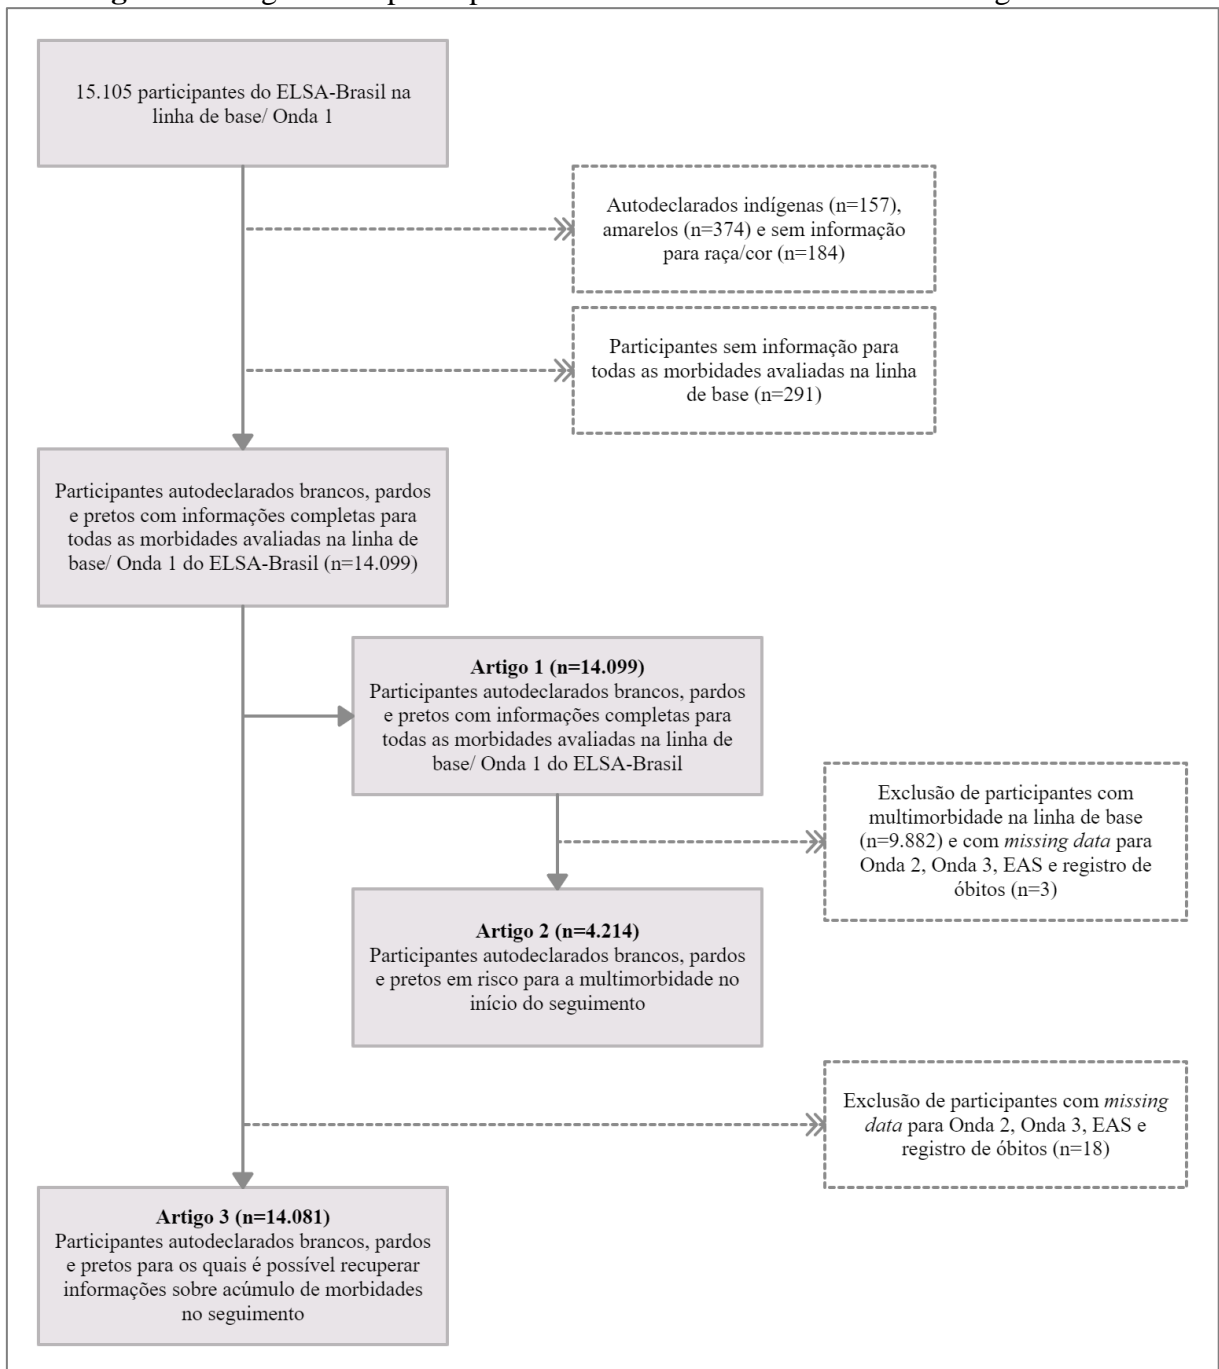 15.105 participantes do ELSA-Brasil na
linha de base/ Onda 1
Autodeclarados indígenas (n=157),
amarelos (n=374) e sem informação
para raça/cor (n=184)
Participantes sem informação para
todas as morbidades avaliadas na linha
de base (n=291)
Participantes autodeclarados brancos, pardos
e pretos com informações completas para
todas as morbidades avaliadas na linha de
base/ Onda 1 do ELSA-Brasil (n=14.099)
Artigo 1 (n=14.099)
Participantes autodeclarados brancos, pardos
e pretos com informações completas para
todas as morbidades avaliadas na linha de
base/ Onda 1 do ELSA-Brasil
Exclusão de participantes com
multimorbidade na linha de base
(n=9.882) e com missing data para
Onda 2, Onda 3, EAS e registro de
óbitos (n=3)
Artigo 2 (n=4.214)
Participantes autodeclarados brancos, pardos
e pretos em risco para a multimorbidade no
início do seguimento
Exclusão de participantes com missing
data para Onda 2, Onda 3, EAS e
registro de óbitos (n=18)
Artigo 3 (n=14.081)
Participantes autodeclarados brancos, pardos
e pretos para os quais é possível recuperar
informações sobre acúmulo de morbidades
no seguimento